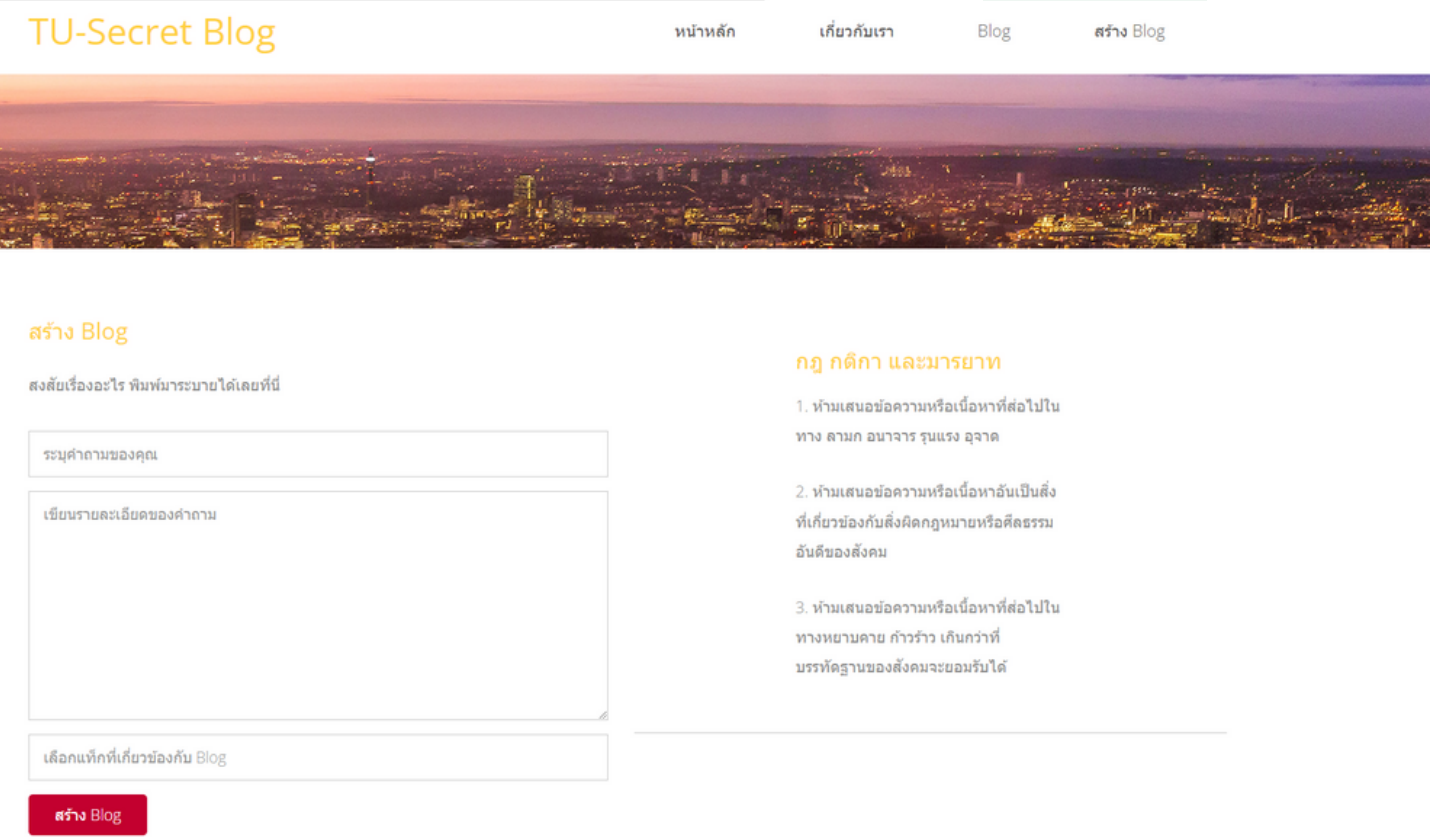 TU-Secret Blog
หน้าหลัก
เกี่ยวกับเรา
Blog
สร้าง Blog
สร้าง Blog
สงสัยเรื่องอะไร พิมพ์มาระบายได้เลยที่นี่
ระบุคำถามของคุณ
เขียนรายละเอียดของคำถาม
เลือกแท็กที่เกี่ยวข้องกับ Blog
สร้าง Blog
กฎ กติกา และมารยาท
1. ห้ามเสนอข้อความหรือเนื้อหาที่ส่อไปใน
ทาง ลามก อนาจาร รุนแรง อุจาด
2. ห้ามเสนอข้อความหรือเนื้อหาอันเป็นสิ่ง
ที่เกี่ยวข้องกับสิ่งผิดกฎหมายหรือศีลธรรม
อันดีของสังคม
3. ห้ามเสนอข้อความหรือเนื้อหาที่ส่อไปใน
ทางหยาบคาย ก้าวร้าว เกินกว่าที่
บรรทัดฐานของสังคมจะยอมรับได้